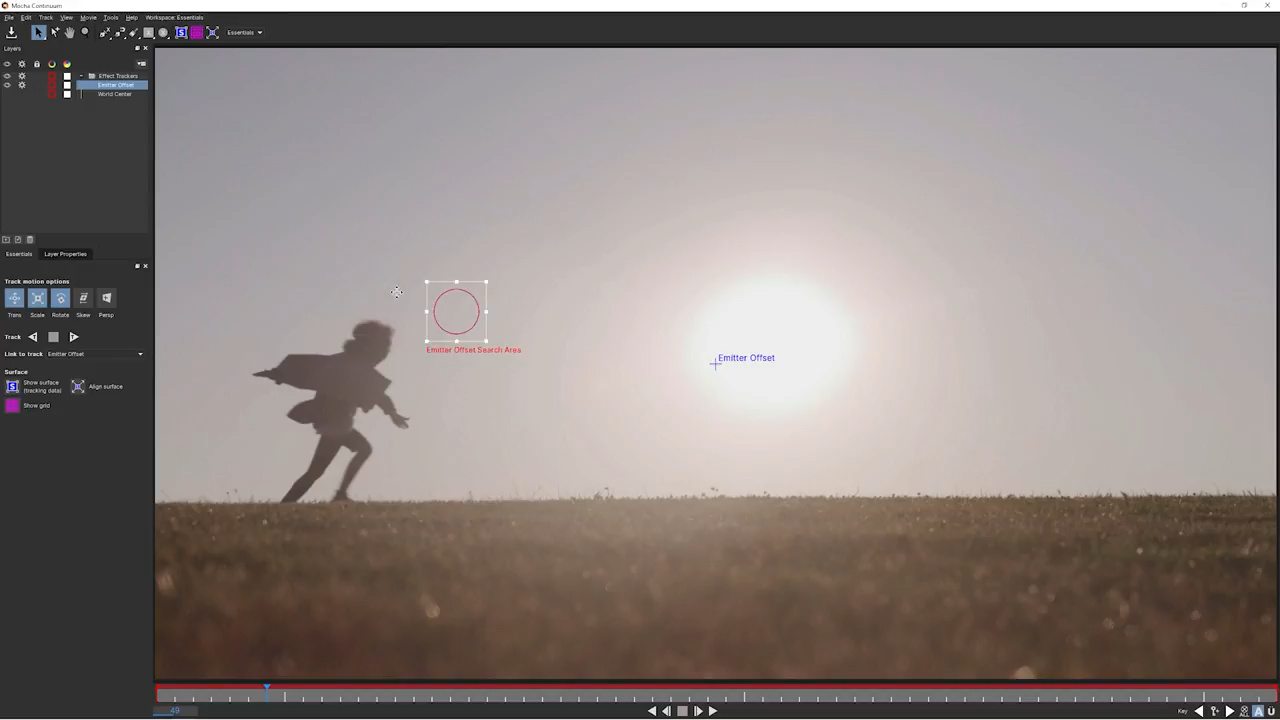 Mocha Continuum
File Edit Track View Movie Tools Help Workspace: Essentials
Essentials
Layers
Effect Trackers
Emitter Offset
World Center
Essentials Layer Properties
Track motion options
Trans Scale Rotate Skew Persp
Track
Link to track Emitter Offset
Surface
Show surface
(tracking data)
Align surface
Show grid
Emitter Offset Search Area
Emitter Offset
49
Key